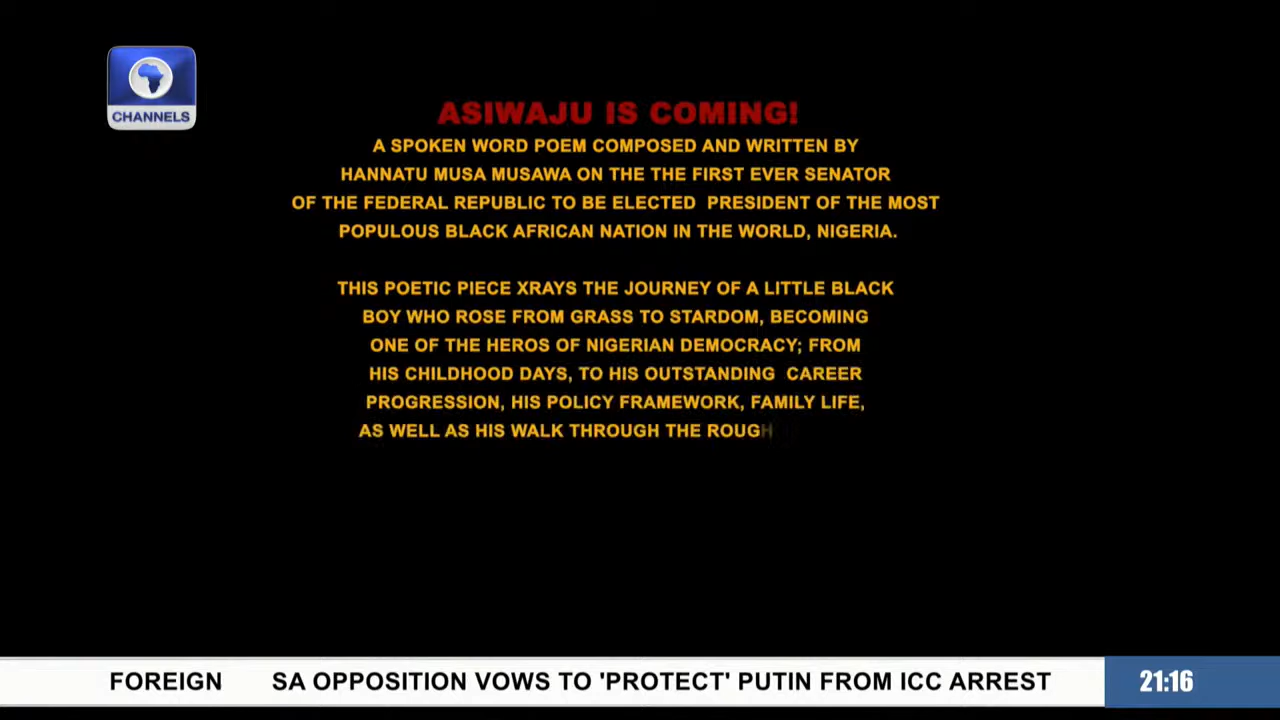 CHANNELS
ASIWAJU IS COMING!
A SPOKEN WORD POEM COMPOSED AND WRITTEN BY
HANNATU MUSA MUSAWA ON THE THE FIRST EVER SENATOR
OF THE FEDERAL REPUBLIC TO BE ELECTED PRESIDENT OF THE MOST
POPULOUS BLACK AFRICAN NATION IN THE WORLD, NIGERIA.
THIS POETIC PIECE XRAYS THE JOURNEY OF A LITTLE BLACK
BOY WHO ROSE FROM GRASS TO STARDOM, BECOMING
ONE OF THE HEROS OF NIGERIAN DEMOCRACY; FROM
HIS CHILDHOOD DAYS, TO HIS OUTSTANDING CAREER
PROGRESSION, HIS POLICY FRAMEWORK, FAMILY LIFE,
AS WELL AS HIS WALK THROUGH THE ROUGH
FOREIGN SA OPPOSITION VOWS TO 'PROTECT' PUTIN FROM ICC ARREST 21:16